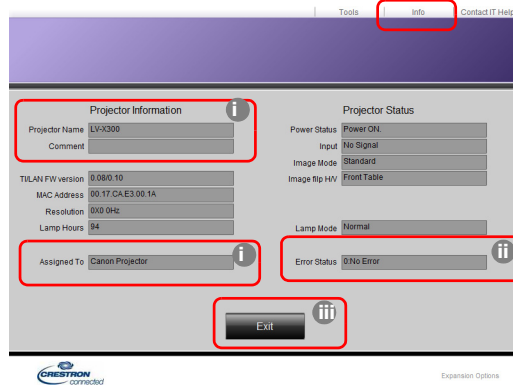 Tools Info Contact IT Help
Projector Information i
Projector Name LV-X300
Comment
TI/LAN FW version 0.08/0.10
MAC Address 00.17.CA.E3.00.1A
Resolution 0X0 0Hz
Lamp Hours 94
Assigned To Canon Projector i
Projector Status
Power Status Power ON.
Input No Signal
Image Mode Standard
Image flip H/V Front Table
Lamp Mode Normal
Error Status 0:No Error ii
Exit iii
CRESTRON
connected
Expansion Options